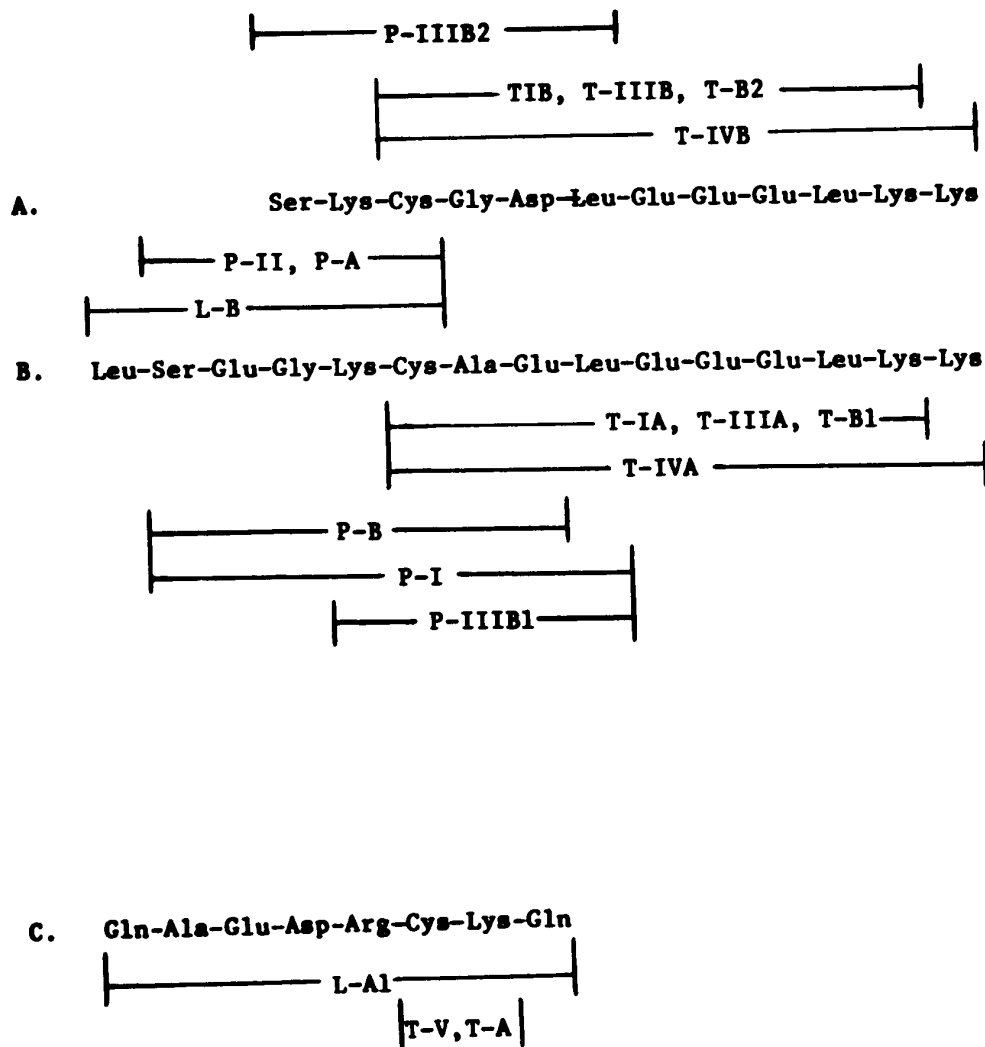 P-IIIB2
TIB, T-IIIB, T-B2
T-IVB
A. Ser-Lys-Cys-Gly-Asp-Leu-Glu-Glu-Glu-Leu-Lys-Lys
P-II, P-A
L-B
B. Leu-Ser-Glu-Gly-Lys-Cys-Ala-Glu-Leu-Glu-Glu-Glu-Leu-Lys-Lys
T-IA, T-IIIA, T-B1
T-IVA
P-B
P-I
P-IIIB1
C. Gln-Ala-Glu-Asp-Arg-Cys-Lys-Gln
L-A1
T-V,T-A